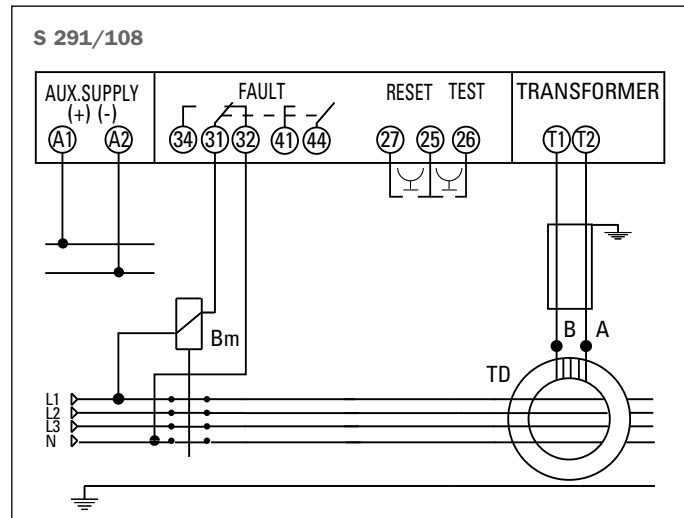 S 291/108
AUX.SUPPLY FAULT RESET TEST TRANSFORMER
(+) (-)
A1 A2 34 31 32 41 44 27 25 26 T1 T2
Bm
B A
TD
L1
L2
L3
N